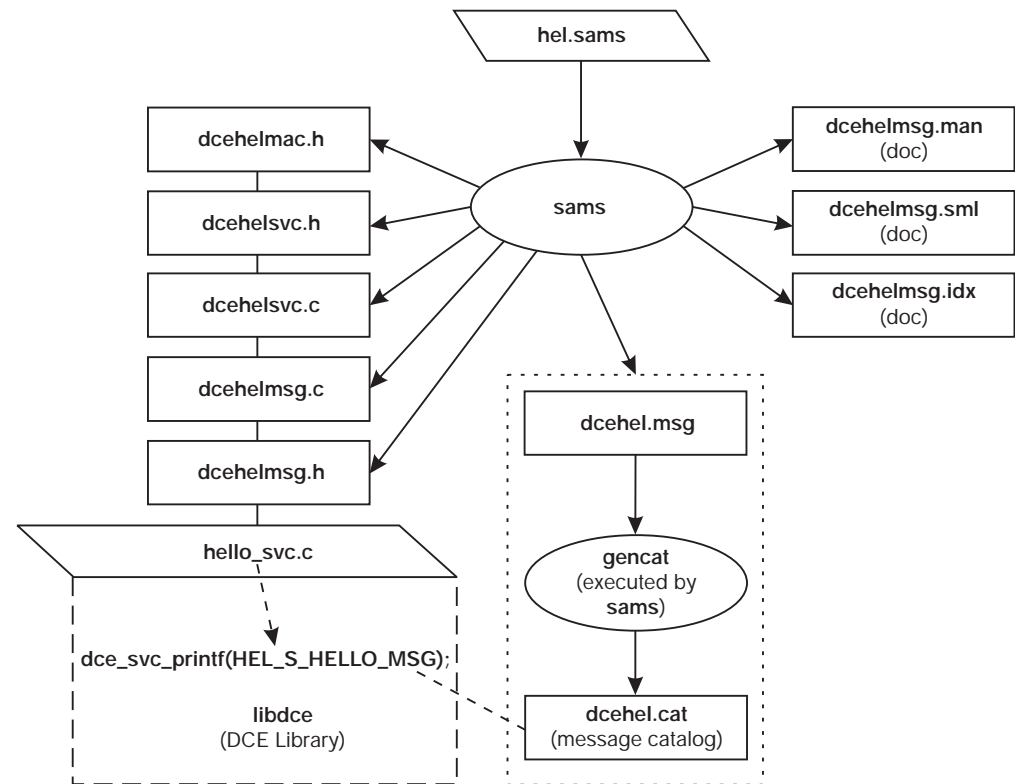 hel.sams
dcehelmac.h
dcehelsvc.h
dcehelsvc.c
dcehelmsg.c
dcehelmsg.h
sams
dcehelmsg.man
(doc)
dcehelmsg.sml
(doc)
dcehelmsg.idx
(doc)
dcehel.msg
gencat
(executed by
sams)
dcehel.cat
(message catalog)
hello_svc.c
dce_svc_printf(HEL_S_HELLO_MSG);
libdce
(DCE Library)